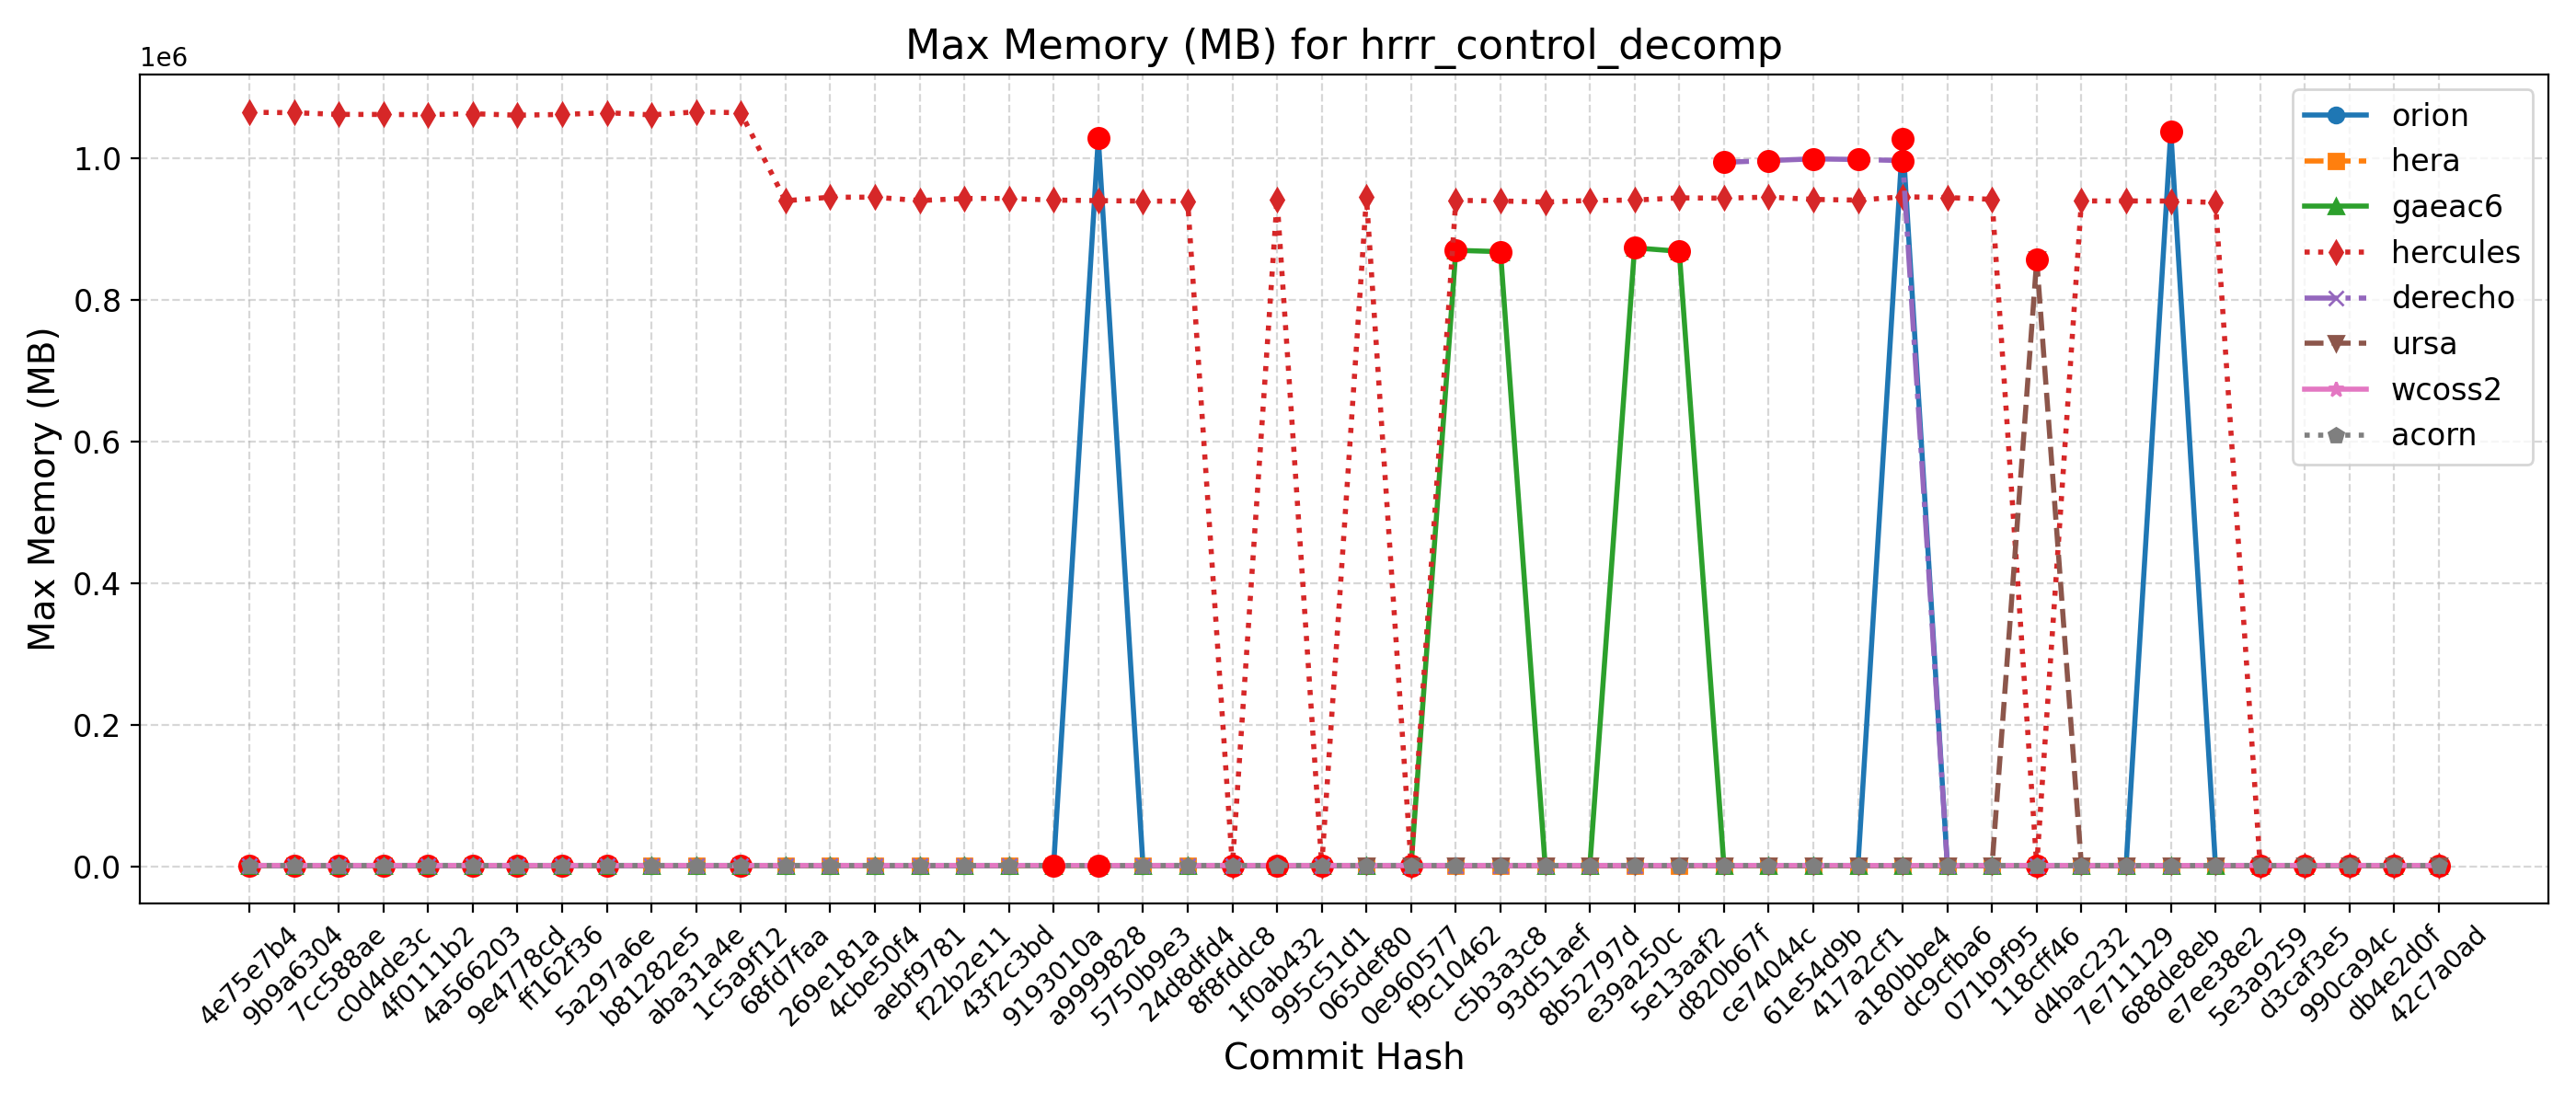 Max Memory (MB) for hrrr_control_decomp
1e6
1.0
0.8
0.6
0.4
0.2
0.0
Max Memory (MB)
orion
hera
gaeac6
hercules
derecho
ursa
wcoss2
acorn
4e75e7b4
9b9a6304
7cc588ae
c0d4de3c
4f0111b2
4a566203
9e4778cd
ff162f36
5a297a6e
b81282e5
aba31a4e
1c5a9f12
68fd7faa
269e181a
4cbe50f4
aebf9781
f22b2e11
43f2c3bd
9193010a
a9999828
5750b9e3
24d8dfd4
8f8fddc8
1f0ab432
995c51d1
065def80
0e960577
f9c10462
c5b3a3c8
93d51aef
8b52797d
e39a250c
5e13aaf2
d820b67f
ce74044c
61e54d9b
417a2cf1
a180bbe4
dc9cfba6
071b9f95
118cff46
d4bac232
7e711129
688de8eb
e7ee38e2
5e3a9259
d3caf3e5
990ca94c
db4e2d0f
42c7a0ad
Commit Hash